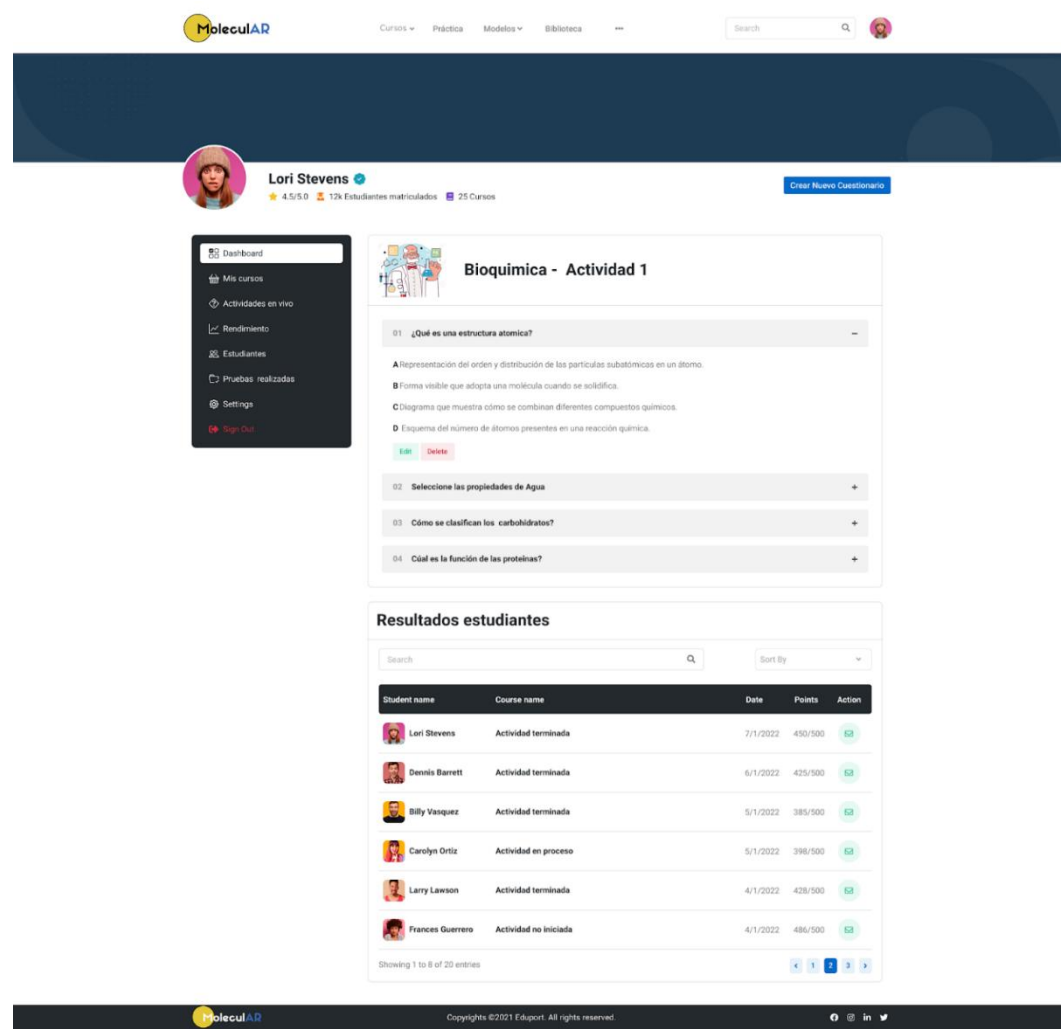 MoleculAR
Cursos Práctica Modelos Biblioteca ••• Search
Lori Stevens
4.5/5.0 12k Estudiantes matriculados 25 Cursos
Crear Nuevo Cuestionario
Dashboard
Mis cursos
Actividades en vivo
Rendimiento
Estudiantes
Pruebas realizadas
Settings
Sign Out
Bioquimica - Actividad 1
01 ¿Qué es una estructura atomica? −
A Representación del orden y distribución de las partículas subatómicas en un átomo.
B Forma visible que adopta una molécula cuando se solidifica.
C Diagrama que muestra cómo se combinan diferentes compuestos químicos.
D Esquema del número de átomos presentes en una reacción química.
Edit Delete
02 Seleccione las propiedades de Agua +
03 Cómo se clasifican los carbohidratos? +
04 Cúal es la función de las proteínas? +
Resultados estudiantes
Search Sort By
Student name Course name Date Points Action
Lori Stevens Actividad terminada 7/1/2022 450/500
Dennis Barrett Actividad terminada 6/1/2022 425/500
Billy Vasquez Actividad terminada 5/1/2022 385/500
Carolyn Ortiz Actividad en proceso 5/1/2022 398/500
Larry Lawson Actividad terminada 4/1/2022 428/500
Frances Guerrero Actividad no iniciada 4/1/2022 486/500
Showing 1 to 8 of 20 entries ‹ 1 2 3 ›
MoleculAR Copyrights ©2021 Eduport. All rights reserved.